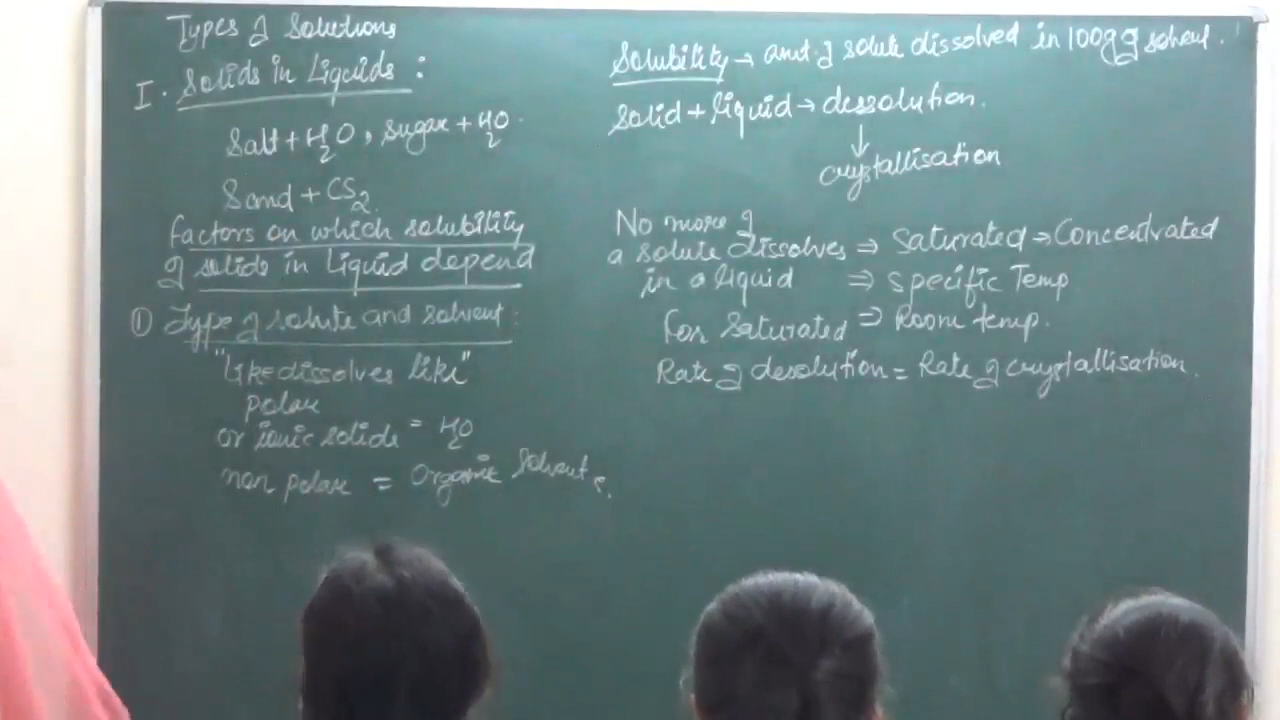 Types of Solutions
I. Solids in Liquids :
Salt + H2O, Sugar + H2O.
Sand + CS2.
factors on which solubility
of solids in Liquid depend
① Type of solute and solvent :
"Like dissolves like"
polar
or ionic solids = H2O
non polar = Organic Solvents.
Solubility → amt of solute dissolved in 100g of solvent.
Solid + liquid → dessolution.
↓
crystallisation
No more of
a solute dissolves ⇒ Saturated → Concentrated
in a liquid ⇒ Specific Temp
For Saturated ⇒ Room temp.
Rate of desolution = Rate of crystallisation.